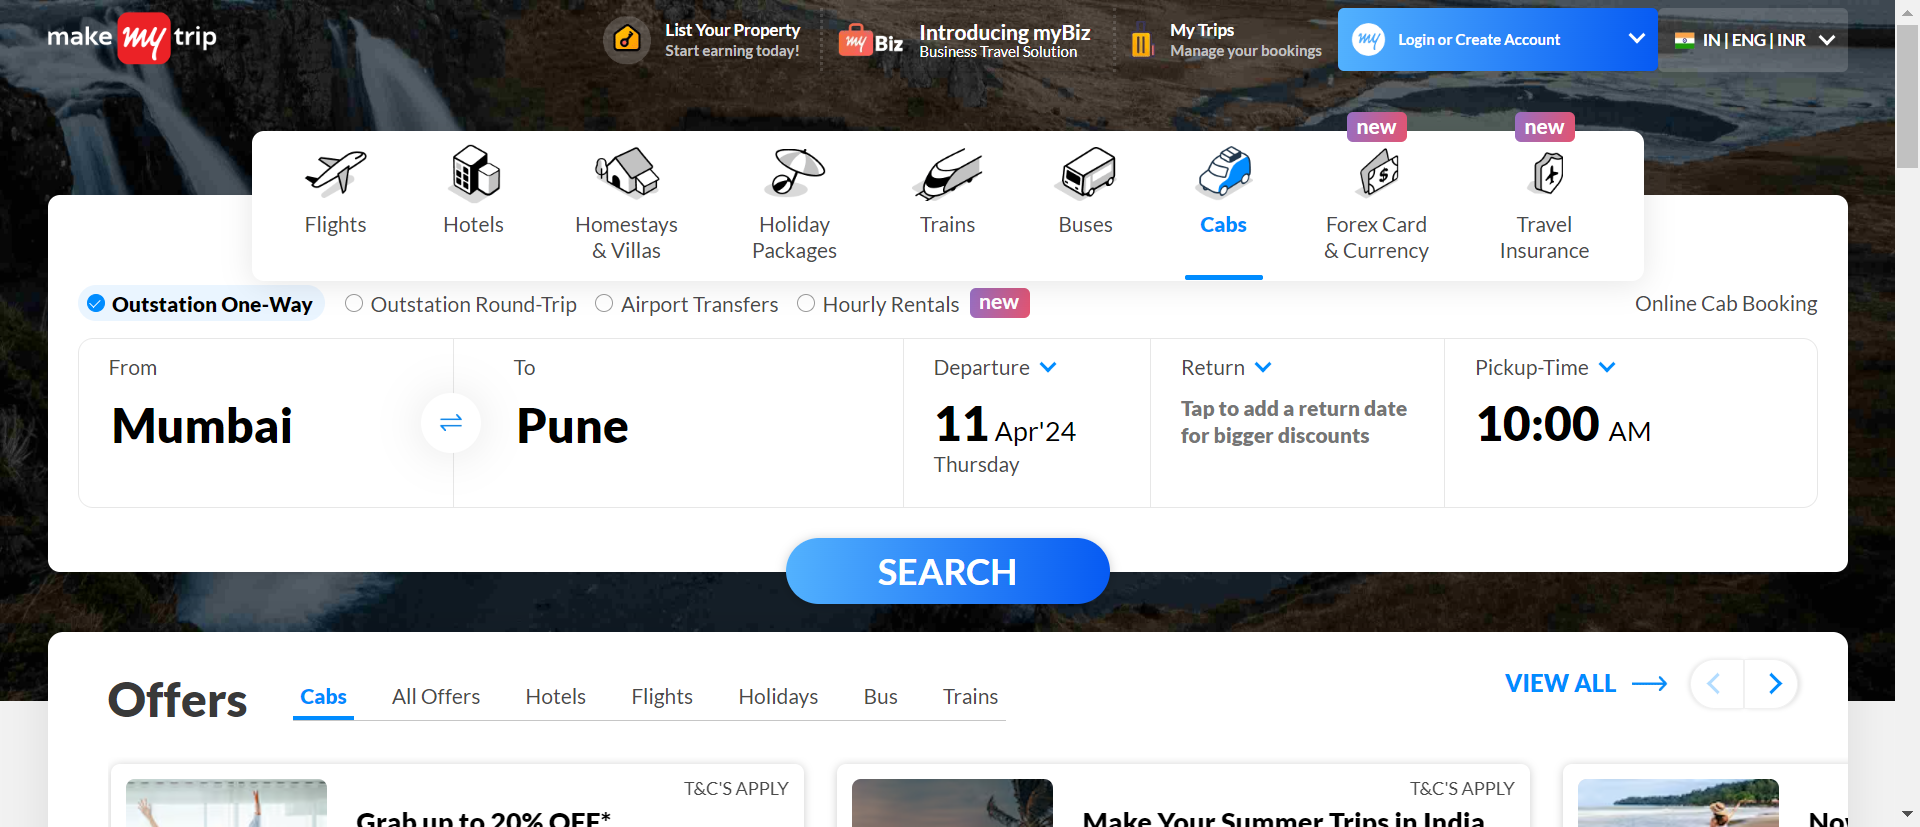 make my trip
List Your Property
Start earning today!
my Biz
Introducing myBiz
Business Travel Solution
My Trips
Manage your bookings
my
Login or Create Account
IN | ENG | INR
new
new
Flights
Hotels
Homestays
& Villas
Holiday
Packages
Trains
Buses
Cabs
Forex Card
& Currency
Travel
Insurance
Outstation One-Way
Outstation Round-Trip
Airport Transfers
Hourly Rentals
new
Online Cab Booking
From
Mumbai
To
Pune
Departure
11 Apr'24
Thursday
Return
Tap to add a return date
for bigger discounts
Pickup-Time
10:00 AM
SEARCH
Offers
Cabs
All Offers
Hotels
Flights
Holidays
Bus
Trains
VIEW ALL
T&C'S APPLY
Grab up to 20% OFF*
T&C'S APPLY
Make Your Summer Trips in India